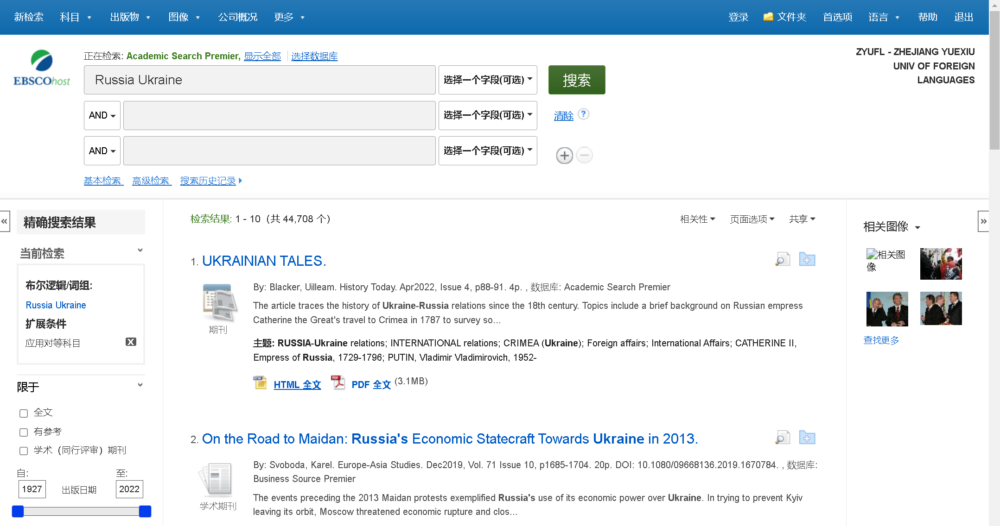 新检索 科目 出版物 图像 公司概况 更多 登录 文件夹 首选项 语言 帮助 退出
EBSCOhost
正在检索: Academic Search Premier, 显示全部 选择数据库
ZYUFL - ZHEJIANG YUEXIU
UNIV OF FOREIGN
LANGUAGES
Russia Ukraine 选择一个字段(可选) 搜索
AND 选择一个字段(可选) 清除 ?
AND 选择一个字段(可选)
基本检索 高级检索 搜索历史记录
精确搜索结果
当前检索
布尔逻辑/词组:
Russia Ukraine
扩展条件
应用对等科目
限于
全文
有参考
学术（同行评审）期刊
自: 至:
1927 出版日期 2022
检索结果: 1 - 10（共 44,708 个） 相关性 页面选项 共享
1. UKRAINIAN TALES.
期刊
By: Blacker, Uilleam. History Today. Apr2022, Issue 4, p88-91. 4p. , 数据库: Academic Search Premier
The article traces the history of Ukraine-Russia relations since the 18th century. Topics include a brief background on Russian empress
Catherine the Great's travel to Crimea in 1787 to survey so...
主题: RUSSIA-Ukraine relations; INTERNATIONAL relations; CRIMEA (Ukraine); Foreign affairs; International Affairs; CATHERINE II,
Empress of Russia, 1729-1796; PUTIN, Vladimir Vladimirovich, 1952-
HTML 全文 PDF 全文 (3.1MB)
2. On the Road to Maidan: Russia's Economic Statecraft Towards Ukraine in 2013.
学术期刊
By: Svoboda, Karel. Europe-Asia Studies. Dec2019, Vol. 71 Issue 10, p1685-1704. 20p. DOI: 10.1080/09668136.2019.1670784. , 数据库:
Business Source Premier
The events preceding the 2013 Maidan protests exemplified Russia's use of its economic power over Ukraine. In trying to prevent Kyiv
leaving its orbit, Moscow threatened economic rupture and clos...
相关图像
相关图
像
查找更多